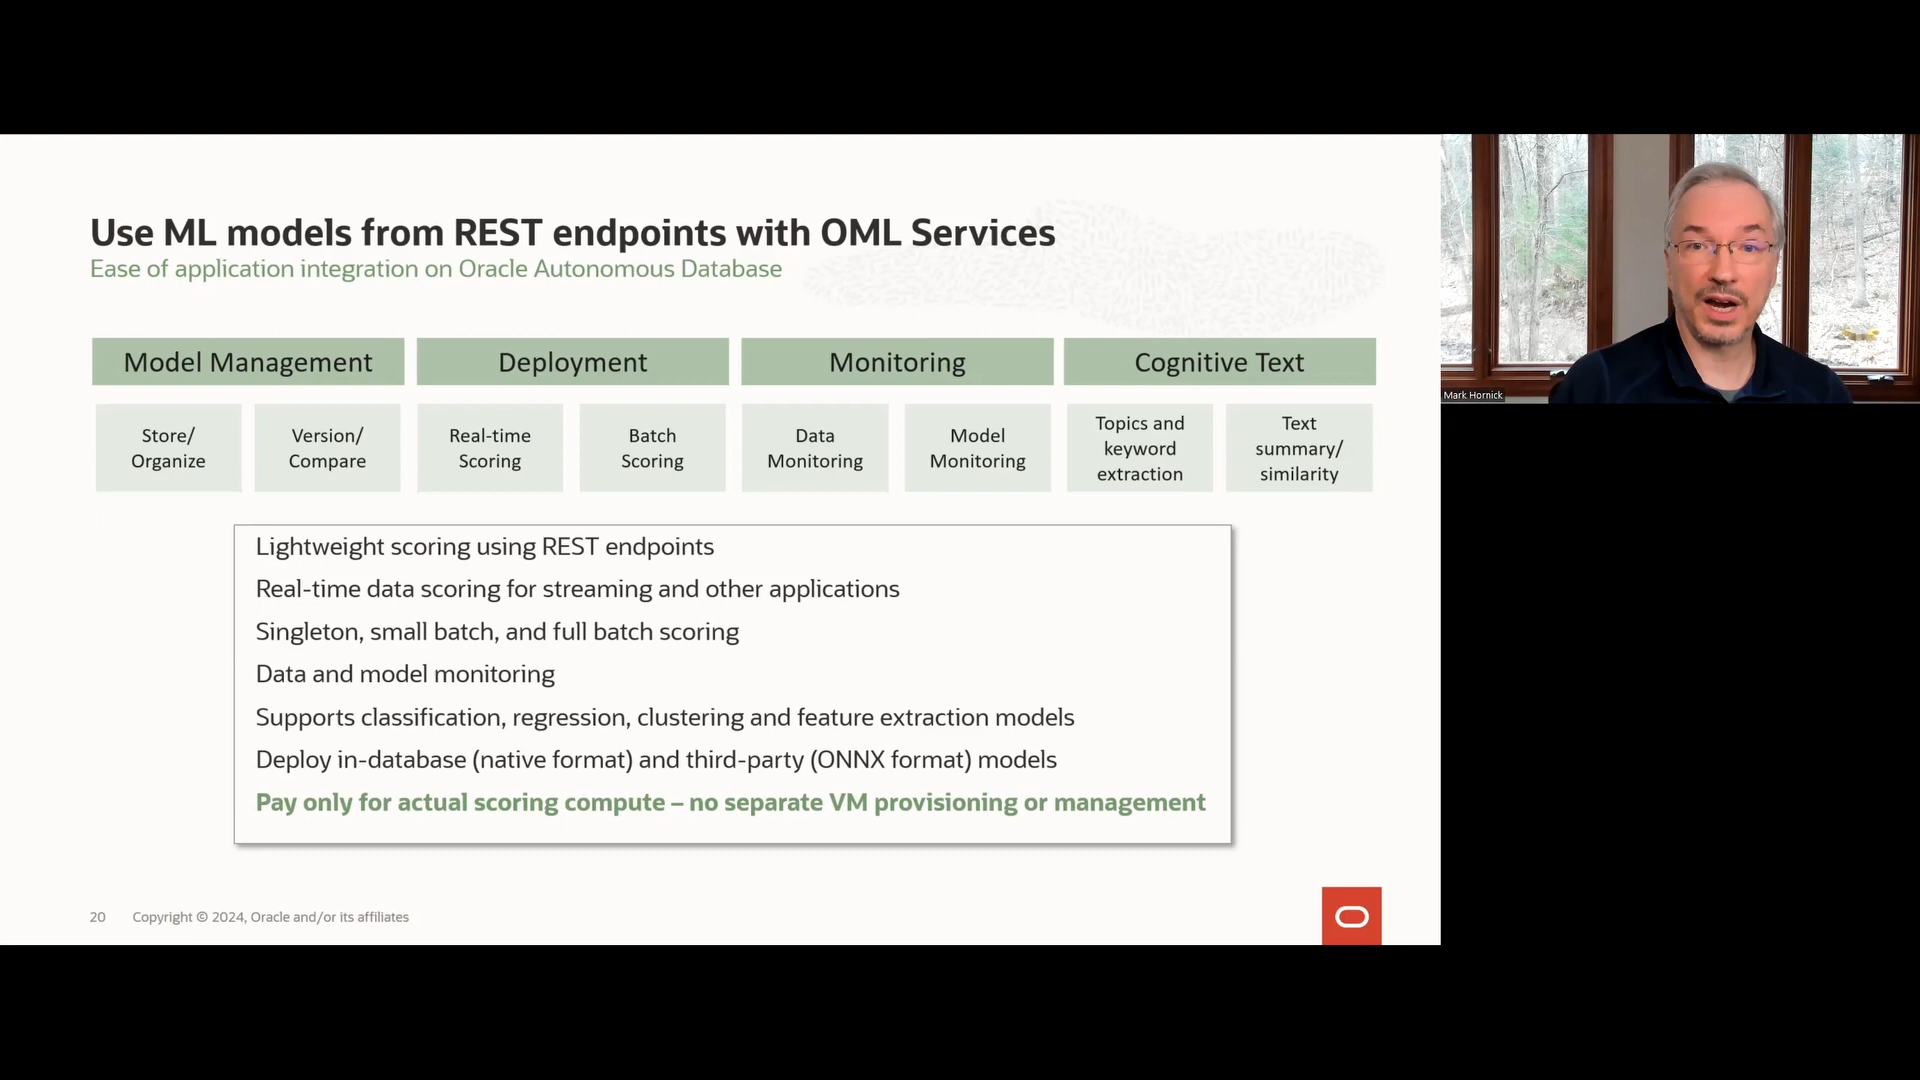 Use ML models from REST endpoints with OML Services
Ease of application integration on Oracle Autonomous Database
Model Management
Deployment
Monitoring
Cognitive Text
Store/
Organize
Version/
Compare
Real-time
Scoring
Batch
Scoring
Data
Monitoring
Model
Monitoring
Topics and
keyword
extraction
Text
summary/
similarity
Lightweight scoring using REST endpoints
Real-time data scoring for streaming and other applications
Singleton, small batch, and full batch scoring
Data and model monitoring
Supports classification, regression, clustering and feature extraction models
Deploy in-database (native format) and third-party (ONNX format) models
Pay only for actual scoring compute – no separate VM provisioning or management
20
Copyright © 2024, Oracle and/or its affiliates
Mark Hornick